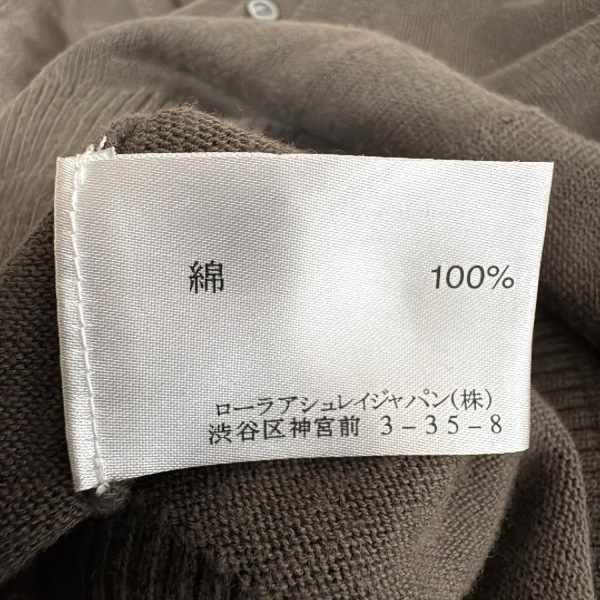 綿 100%
ローラアシュレイジャパン(株)
渋谷区神宮前 3-35-8